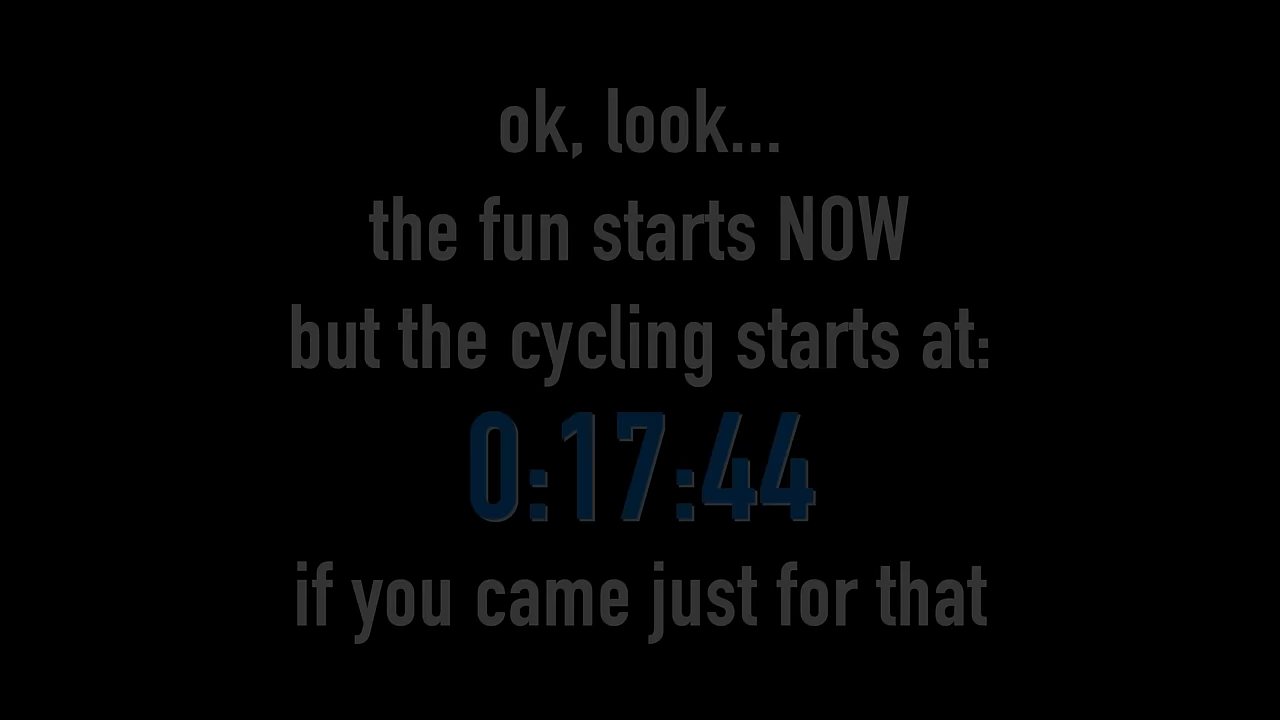 ok, look...
the fun starts NOW
but the cycling starts at:
0:17:44
if you came just for that